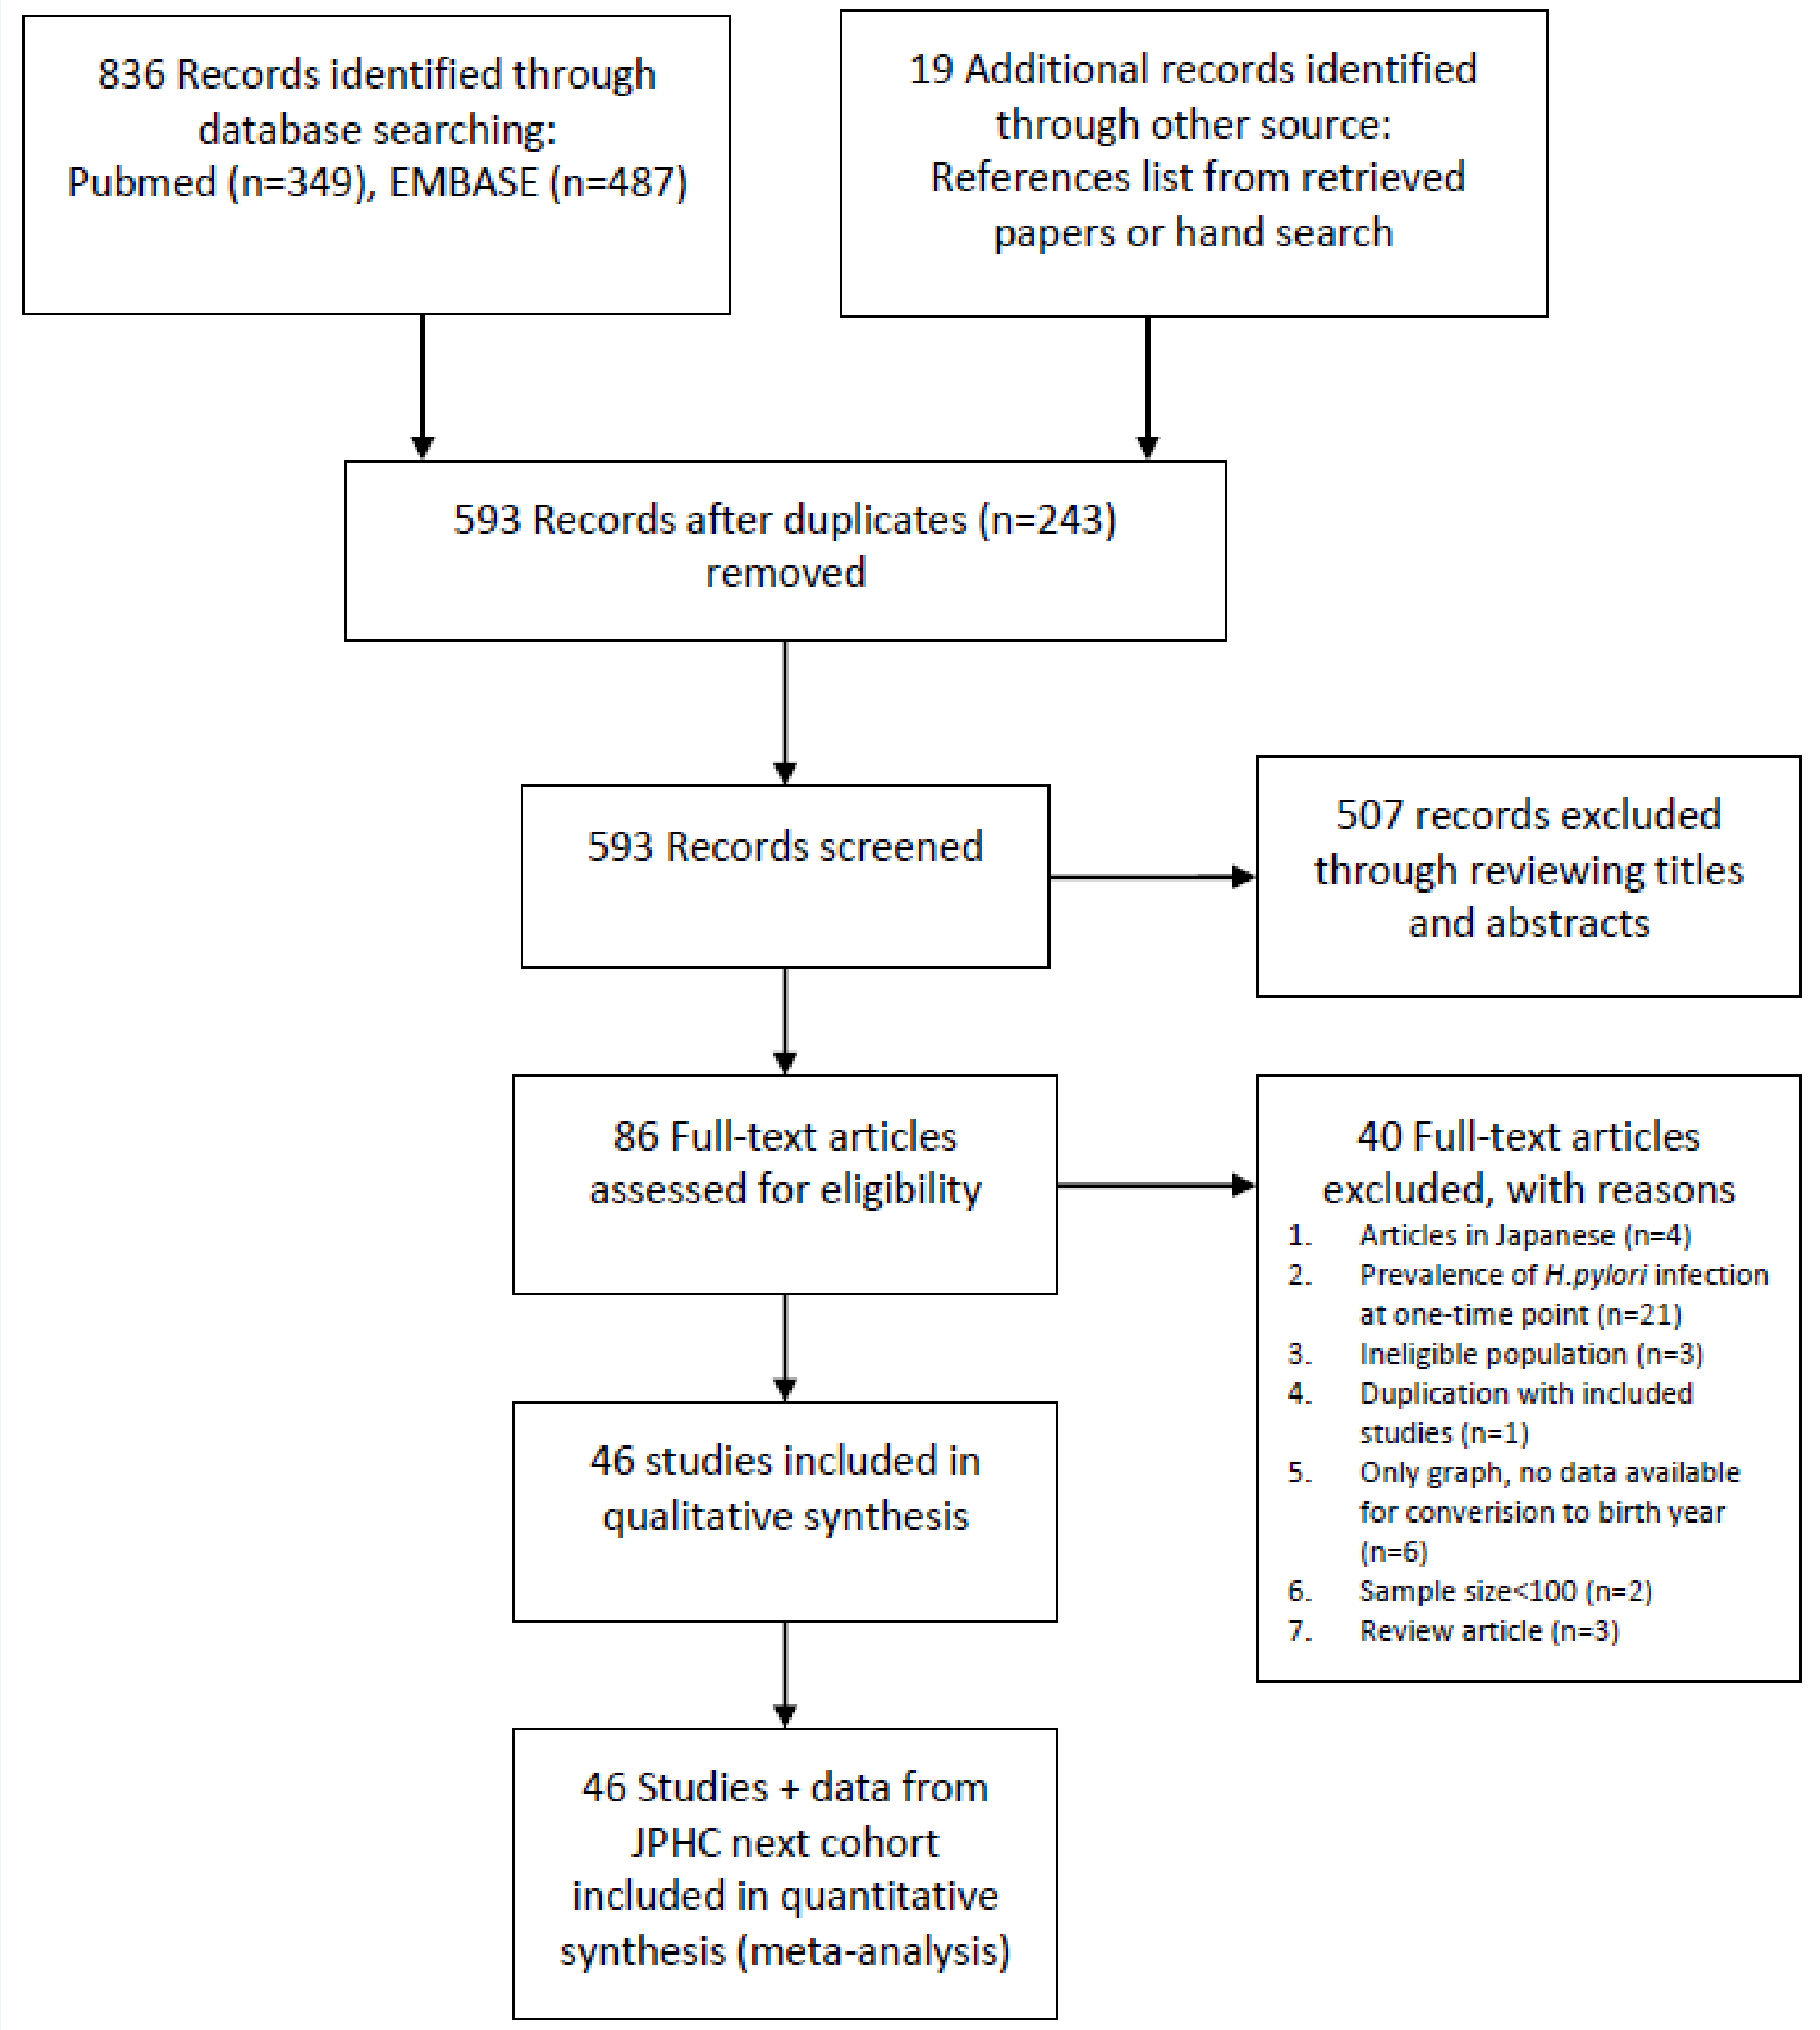 836 Records identified through
database searching:
Pubmed (n=349), EMBASE (n=487)
19 Additional records identified
through other source:
References list from retrieved
papers or hand search
593 Records after duplicates (n=243)
removed
593 Records screened
507 records excluded
through reviewing titles
and abstracts
86 Full-text articles
assessed for eligibility
40 Full-text articles
excluded, with reasons
1. Articles in Japanese (n=4)
2. Prevalence of H.pylori infection
at one-time point (n=21)
3. Ineligible population (n=3)
4. Duplication with included
studies (n=1)
5. Only graph, no data available
for converision to birth year
(n=6)
6. Sample size<100 (n=2)
7. Review article (n=3)
46 studies included in
qualitative synthesis
46 Studies + data from
JPHC next cohort
included in quantitative
synthesis (meta-analysis)